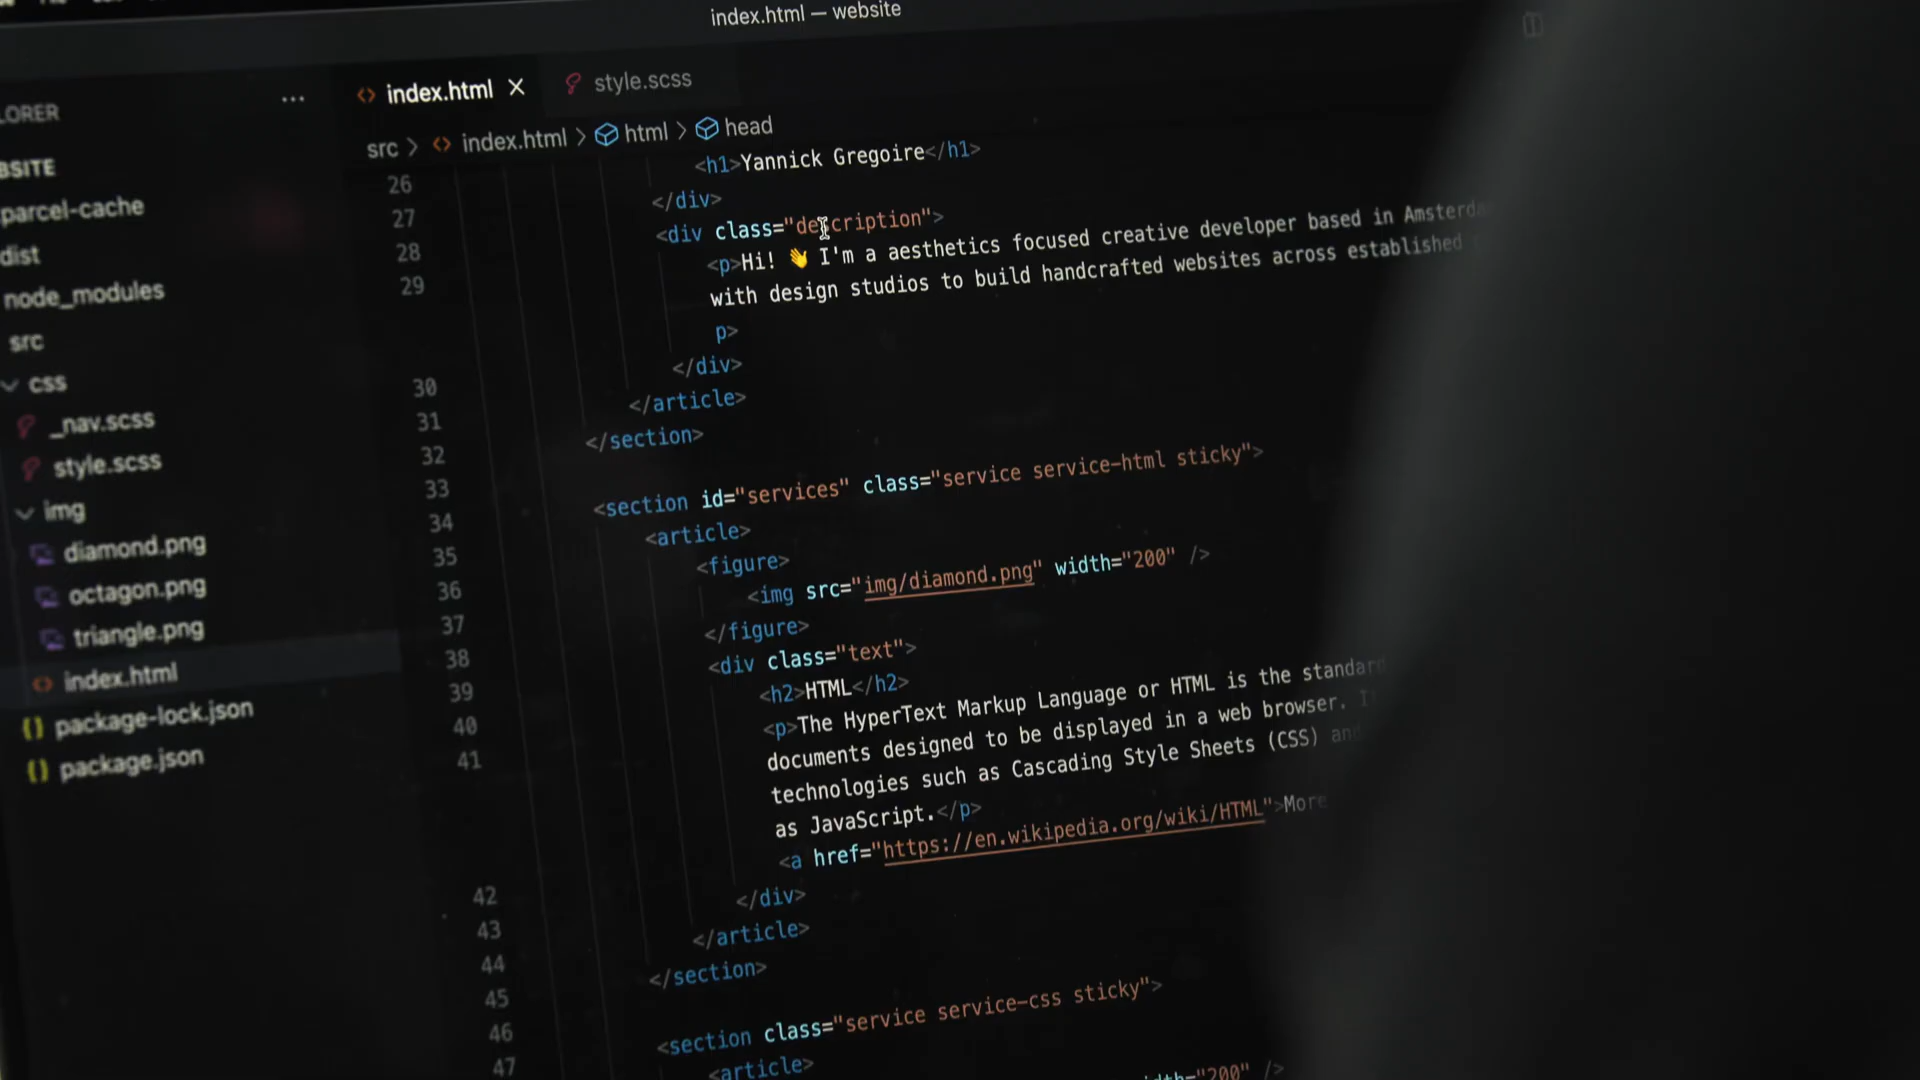 index.html — website
LORER
...
index.html
style.scss
src > index.html > html > head
BSITE
parcel-cache
dist
node_modules
src
css
_nav.scss
style.scss
img
diamond.png
octagon.png
triangle.png
index.html
{} package-lock.json
{} package.json
26 <h1>Yannick Gregoire</h1>
27 </div>
28 <div class="description">
29 <p>Hi! 👋 I'm a aesthetics focused creative developer based in Amsterda
with design studios to build handcrafted websites across established
p>
30 </div>
31 </article>
32 </section>
33
34 <section id="services" class="service service-html sticky">
35 <article>
36 <figure>
37 <img src="img/diamond.png" width="200" />
38 </figure>
39 <div class="text">
40 <h2>HTML</h2>
41 <p>The HyperText Markup Language or HTML is the standar
documents designed to be displayed in a web browser.
technologies such as Cascading Style Sheets (CSS) and
as JavaScript.</p>
42 <a href="https://en.wikipedia.org/wiki/HTML">More
43 </div>
44 </article>
45 </section>
46
47 <section class="service service-css sticky">
<article>
width="200" />